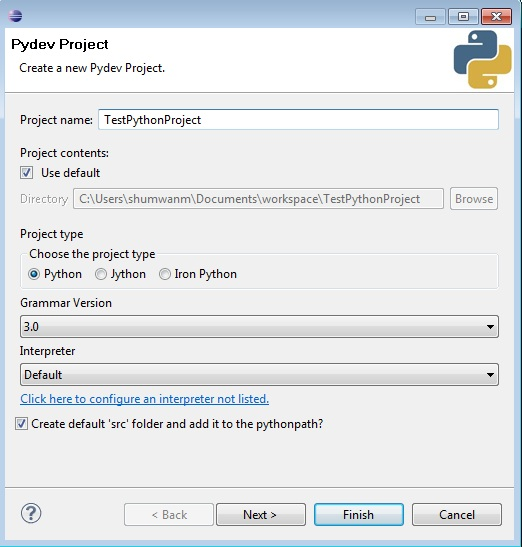 Pydev Project
Create a new Pydev Project.
Project name: TestPythonProject
Project contents:
Use default
Directory C:\Users\shumwanm\Documents\workspace\TestPythonProject Browse
Project type
Choose the project type
Python Jython Iron Python
Grammar Version
3.0
Interpreter
Default
Click here to configure an interpreter not listed.
Create default 'src' folder and add it to the pythonpath?
? < Back Next > Finish Cancel